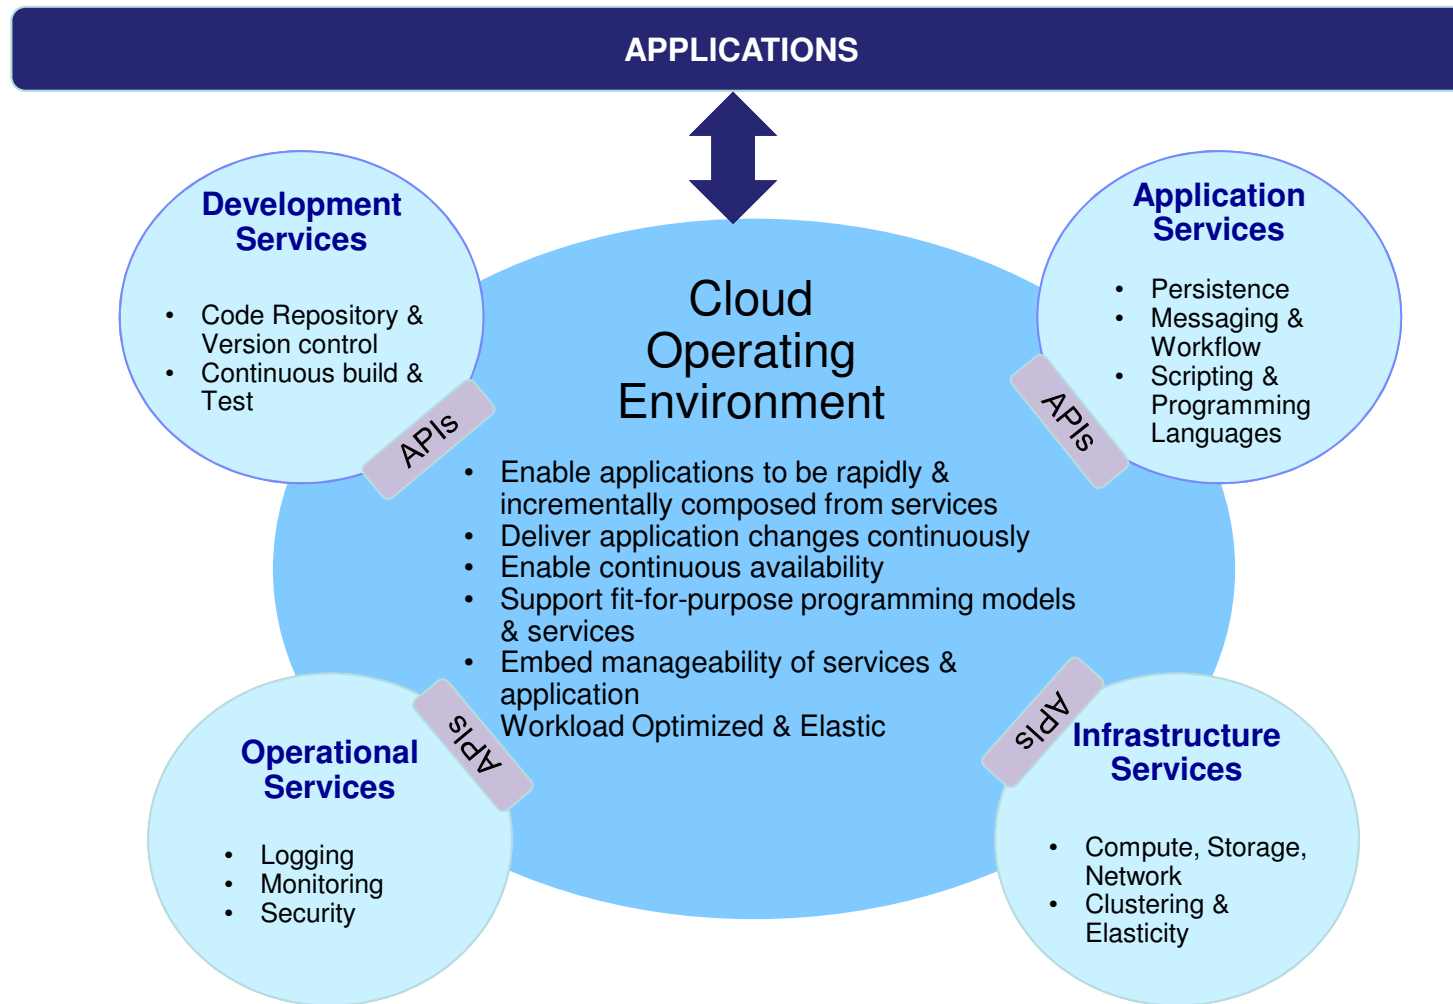 APPLICATIONS
Development
Services
• Code Repository &
Version control
• Continuous build &
Test
APIs
Application
Services
• Persistence
• Messaging &
Workflow
• Scripting &
Programming
Languages
APIs
Cloud
Operating
Environment
• Enable applications to be rapidly &
incrementally composed from services
• Deliver application changes continuously
• Enable continuous availability
• Support fit-for-purpose programming models
& services
• Embed manageability of services &
application
Workload Optimized & Elastic
APIs
Operational
Services
• Logging
• Monitoring
• Security
APIs
Infrastructure
Services
• Compute, Storage,
Network
• Clustering &
Elasticity